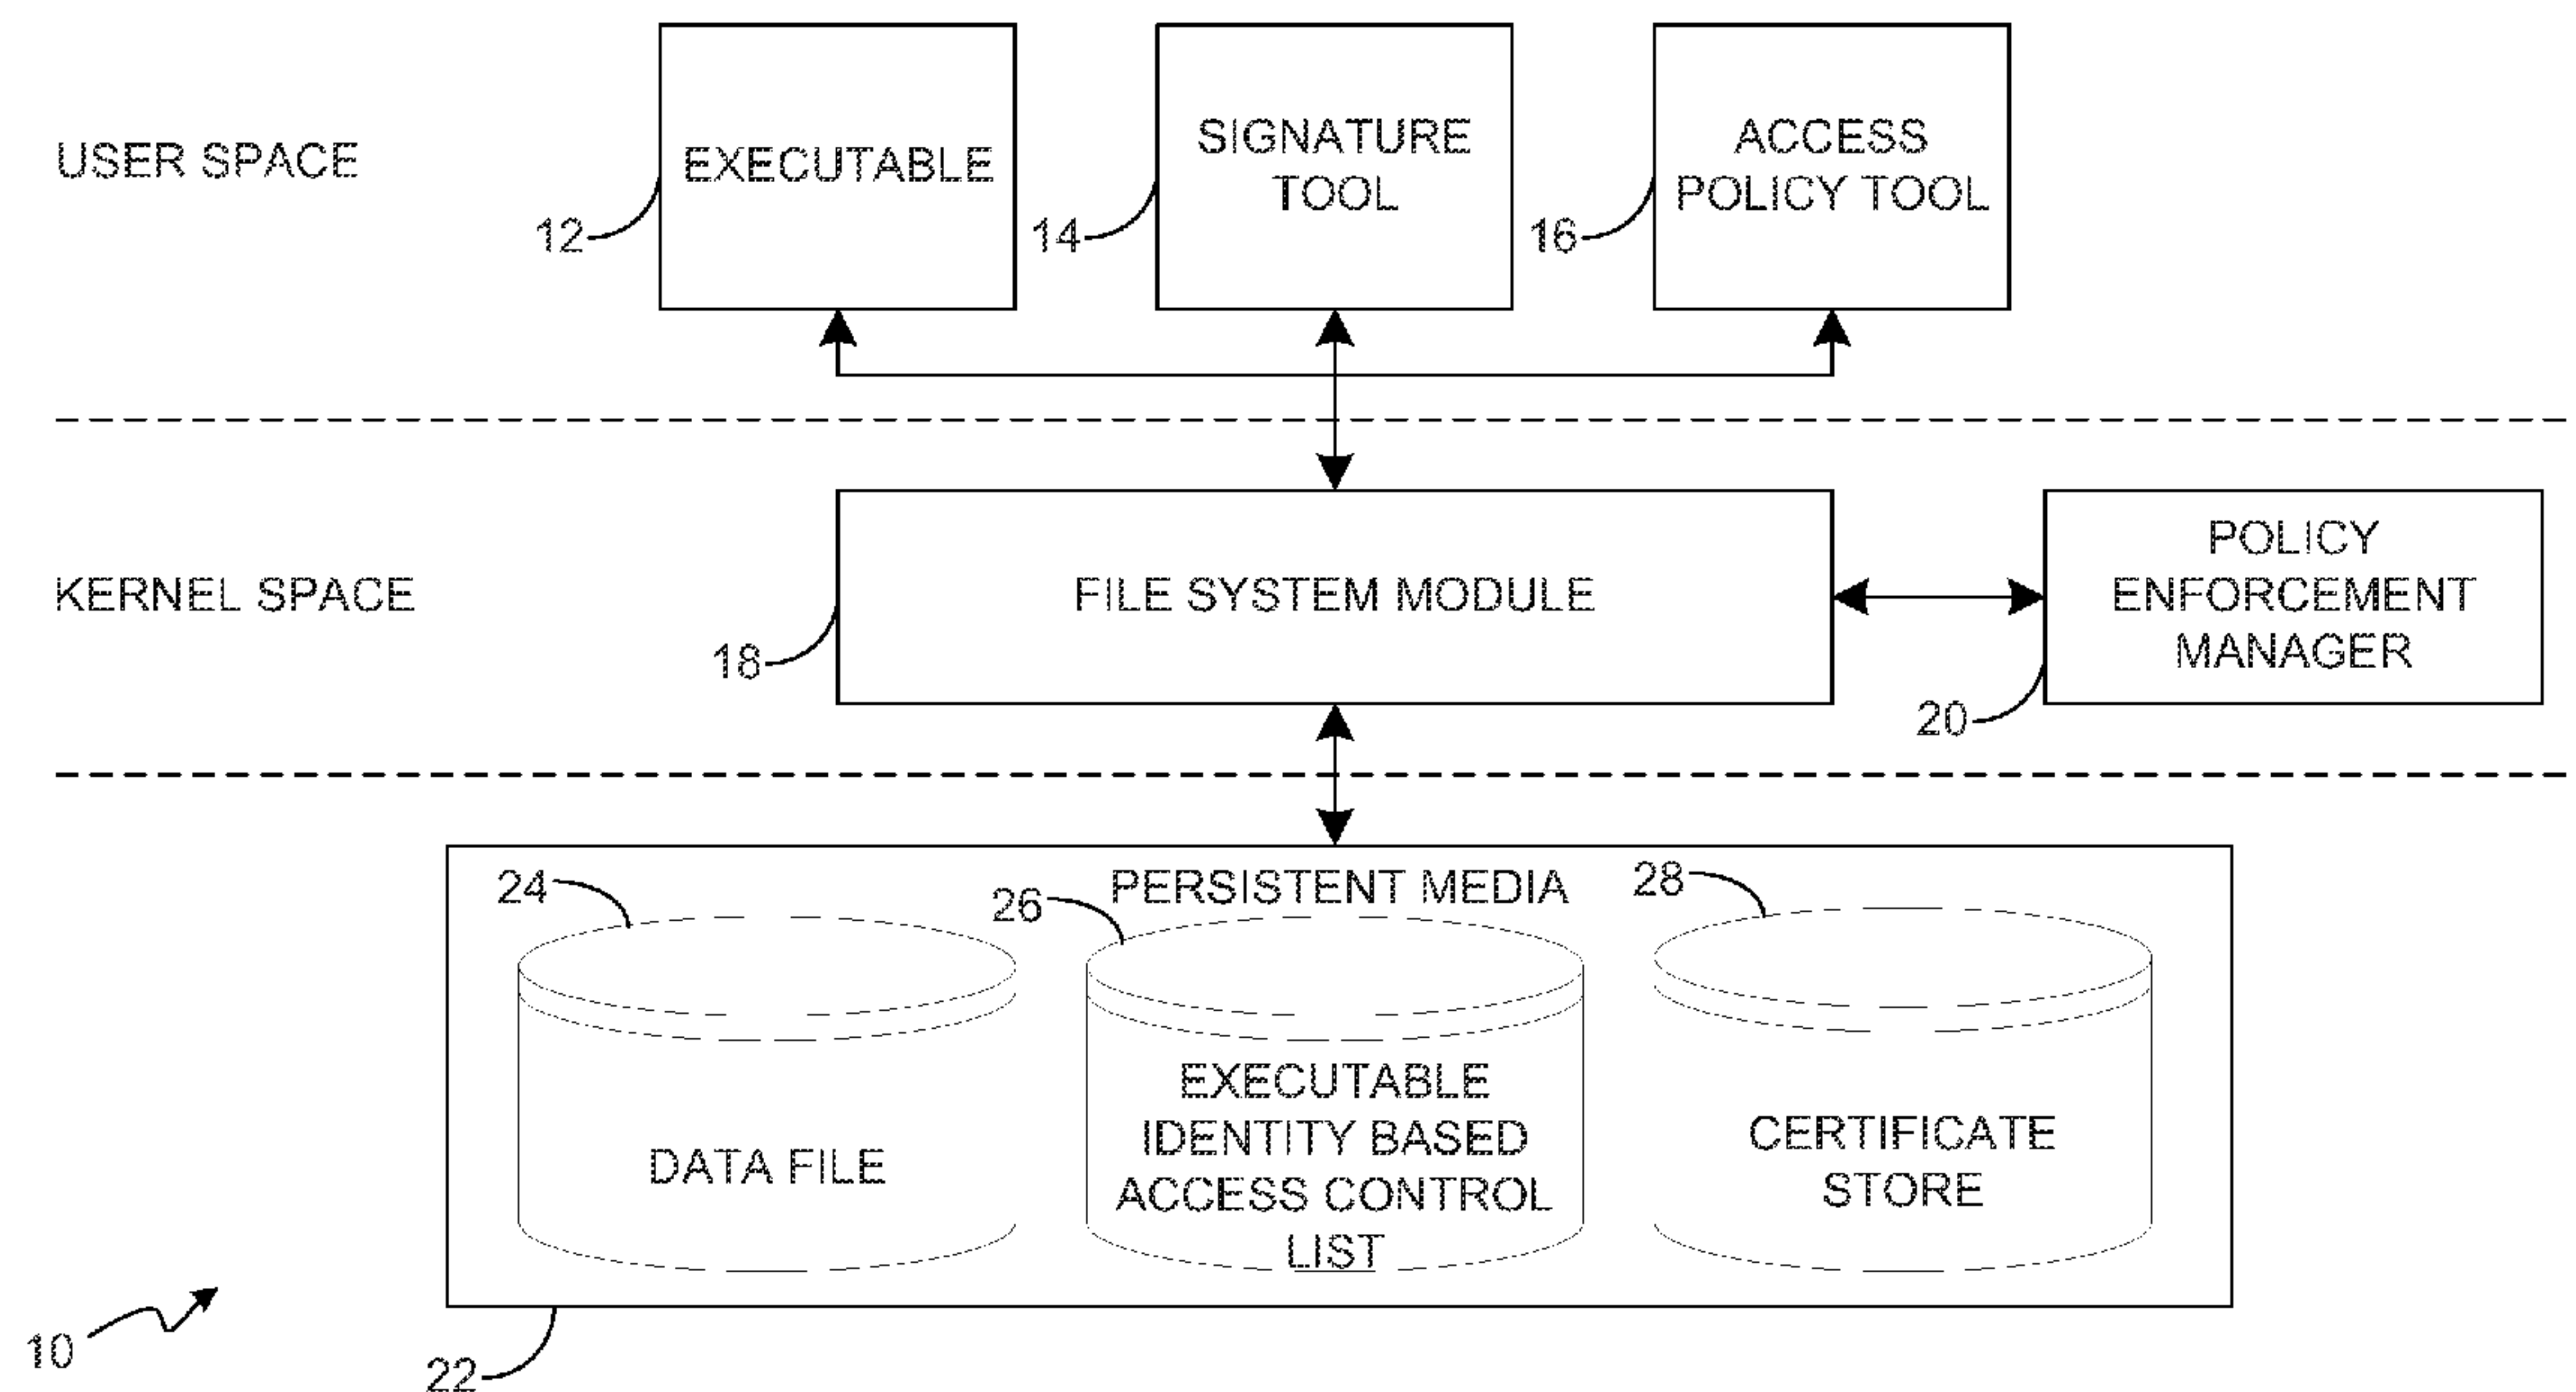 USER SPACE
EXECUTABLE
12
SIGNATURE
TOOL
14
ACCESS
POLICY TOOL
16
KERNEL SPACE
FILE SYSTEM MODULE
18
POLICY
ENFORCEMENT
MANAGER
20
PERSISTENT MEDIA
24
DATA FILE
26
EXECUTABLE
IDENTITY BASED
ACCESS CONTROL
LIST
28
CERTIFICATE
STORE
10
22